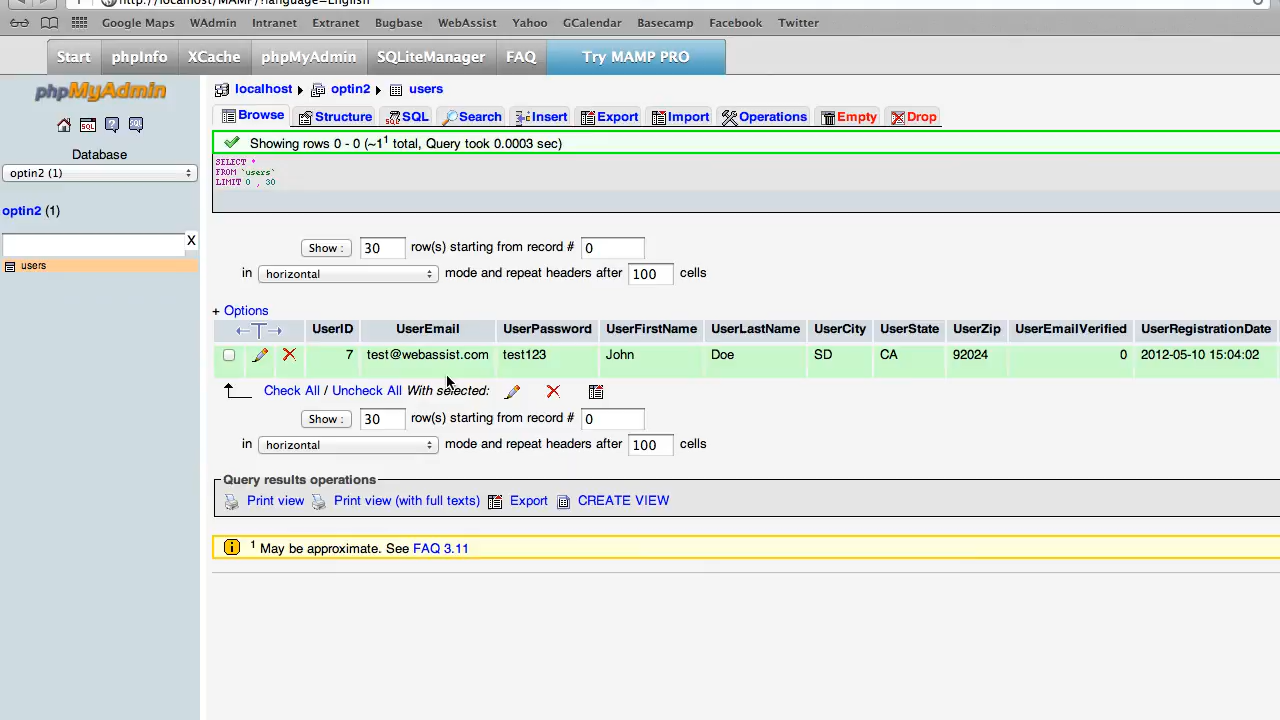 http://localhost/MAMP/?language=English
Google Maps WAdmin Intranet Extranet Bugbase WebAssist Yahoo GCalendar Basecamp Facebook Twitter
Start phpInfo XCache phpMyAdmin SQLiteManager FAQ Try MAMP PRO
phpMyAdmin
SQL
Database
optin2 (1)
optin2 (1)
X
users
localhost optin2 users
Browse Structure SQL Search Insert Export Import Operations Empty Drop
Showing rows 0 - 0 (~1¹ total, Query took 0.0003 sec)
SELECT *
FROM `users`
LIMIT 0 , 30
Show : 30 row(s) starting from record # 0
in horizontal mode and repeat headers after 100 cells
+ Options
←T→ UserID UserEmail UserPassword UserFirstName UserLastName UserCity UserState UserZip UserEmailVerified UserRegistrationDate
7 test@webassist.com test123 John Doe SD CA 92024 0 2012-05-10 15:04:02
Check All / Uncheck All With selected:
Show : 30 row(s) starting from record # 0
in horizontal mode and repeat headers after 100 cells
Query results operations
Print view Print view (with full texts) Export CREATE VIEW
¹ May be approximate. See FAQ 3.11